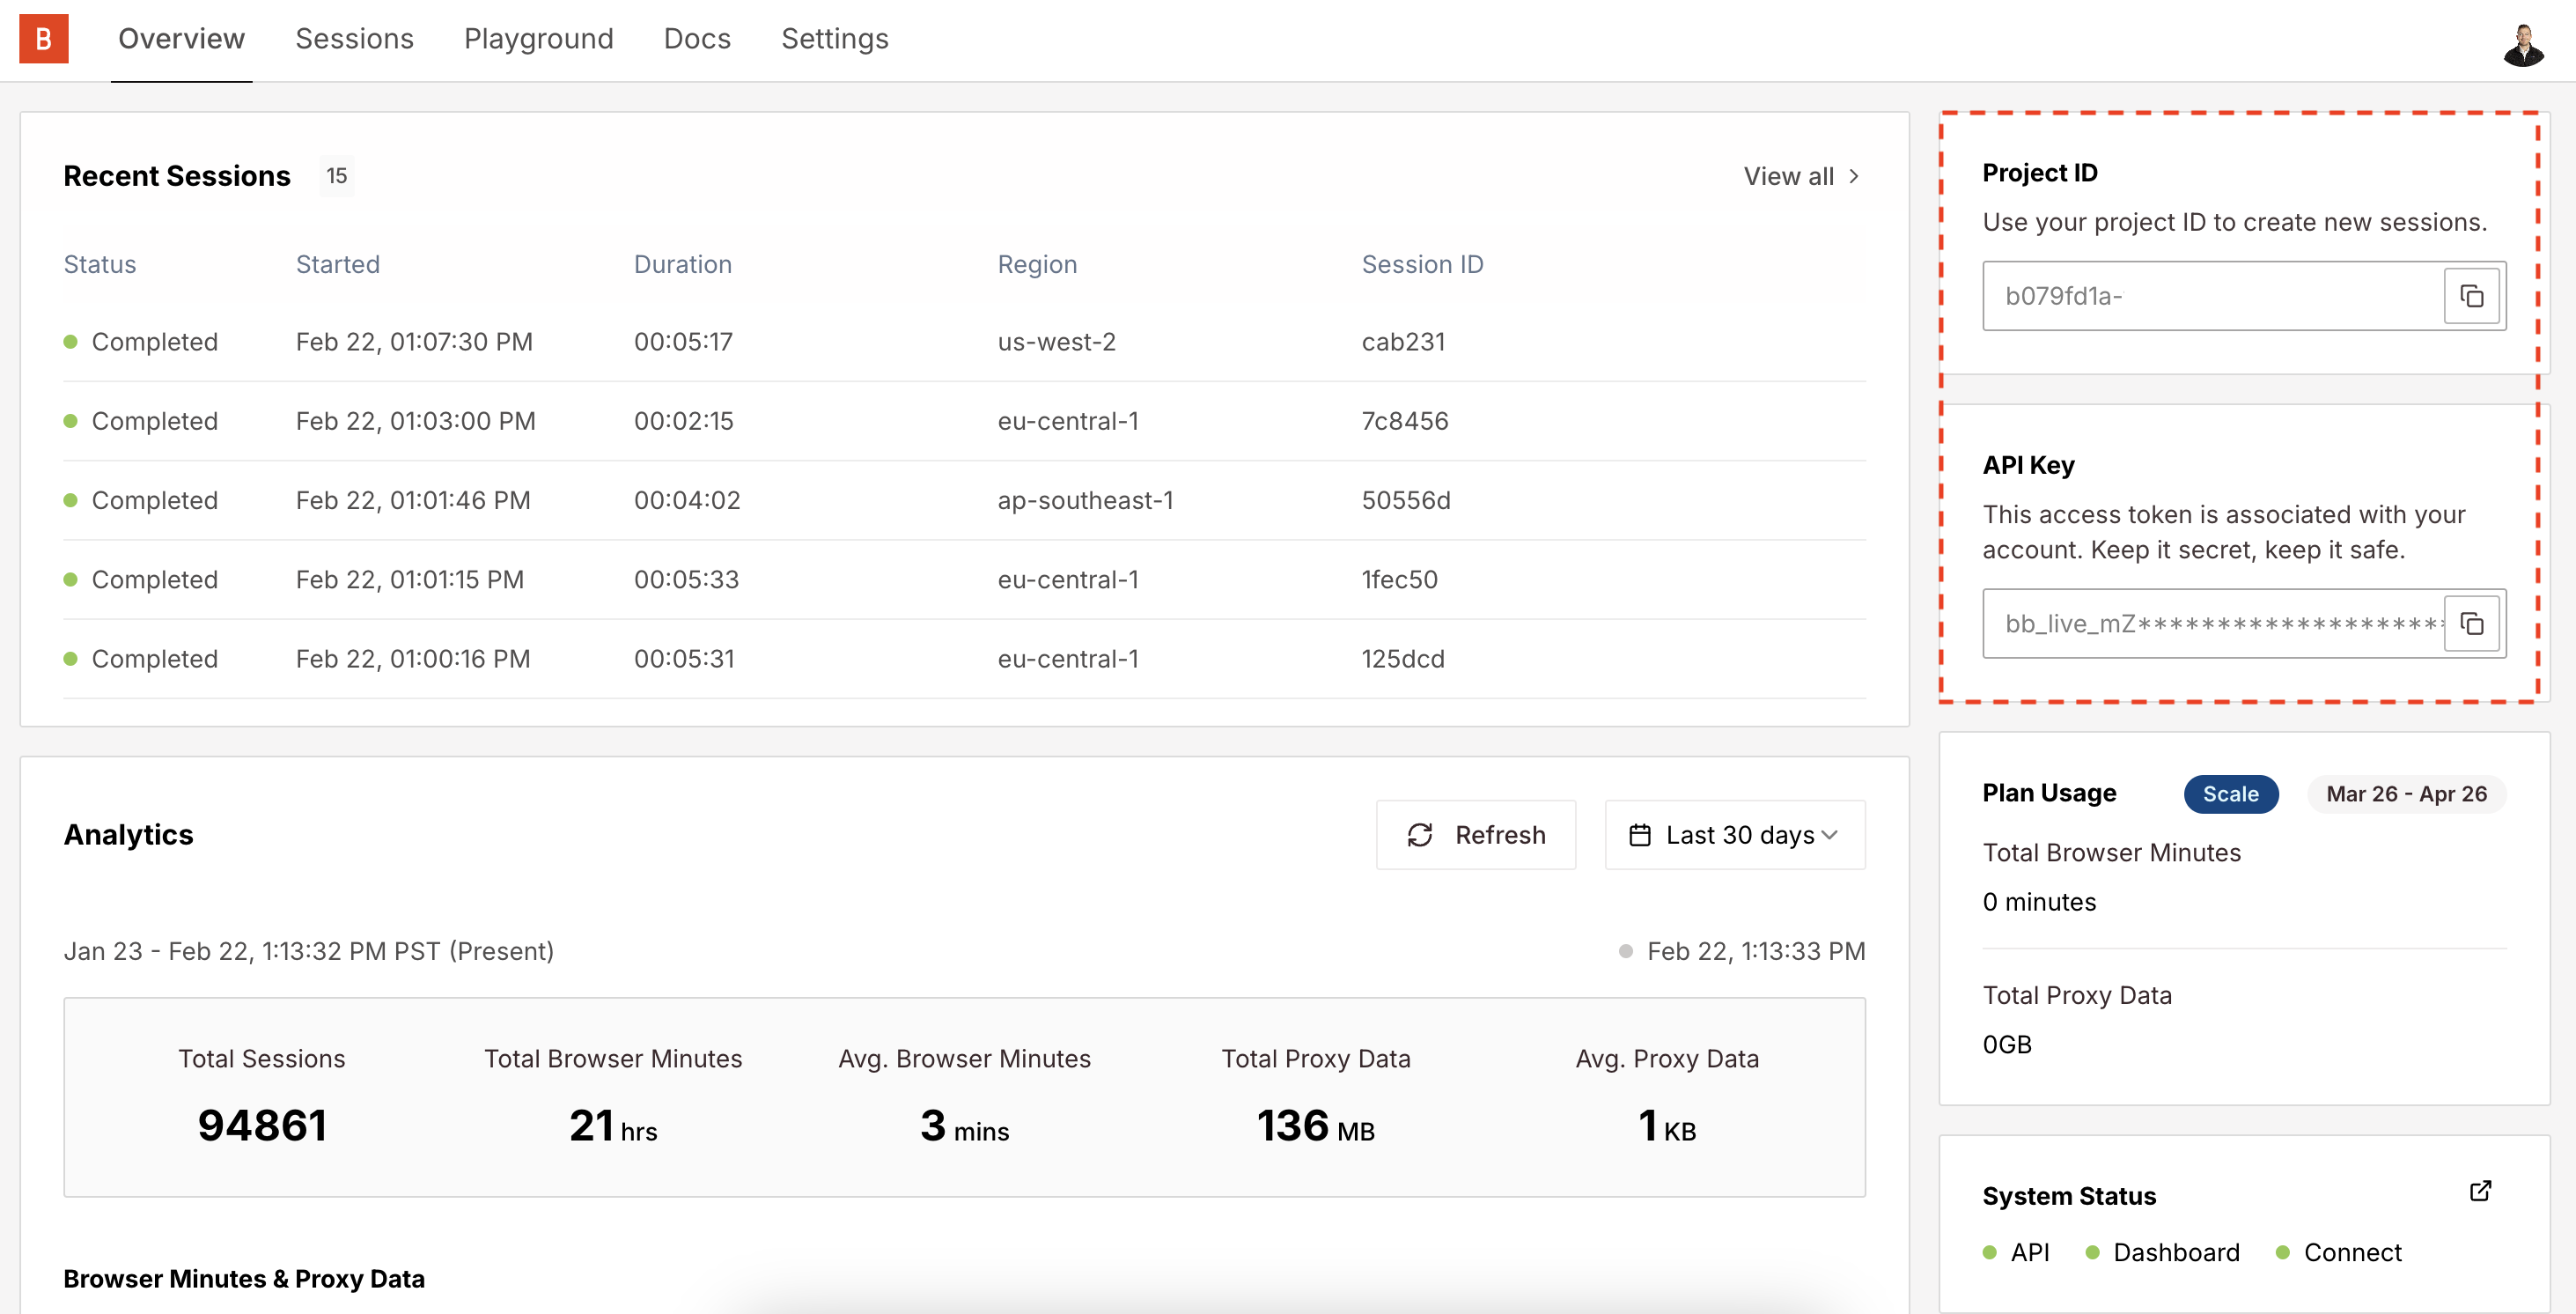 B Overview Sessions Playground Docs Settings
Recent Sessions 15 View all
Status Started Duration Region Session ID
Completed Feb 22, 01:07:30 PM 00:05:17 us-west-2 cab231
Completed Feb 22, 01:03:00 PM 00:02:15 eu-central-1 7c8456
Completed Feb 22, 01:01:46 PM 00:04:02 ap-southeast-1 50556d
Completed Feb 22, 01:01:15 PM 00:05:33 eu-central-1 1fec50
Completed Feb 22, 01:00:16 PM 00:05:31 eu-central-1 125dcd
Analytics Refresh Last 30 days
Jan 23 - Feb 22, 1:13:32 PM PST (Present) Feb 22, 1:13:33 PM
Total Sessions Total Browser Minutes Avg. Browser Minutes Total Proxy Data Avg. Proxy Data
94861 21 hrs 3 mins 136 MB 1 KB
Browser Minutes & Proxy Data
Project ID
Use your project ID to create new sessions.
b079fd1a-
API Key
This access token is associated with your
account. Keep it secret, keep it safe.
bb_live_mZ********************
Plan Usage Scale Mar 26 - Apr 26
Total Browser Minutes
0 minutes
Total Proxy Data
0GB
System Status
API Dashboard Connect